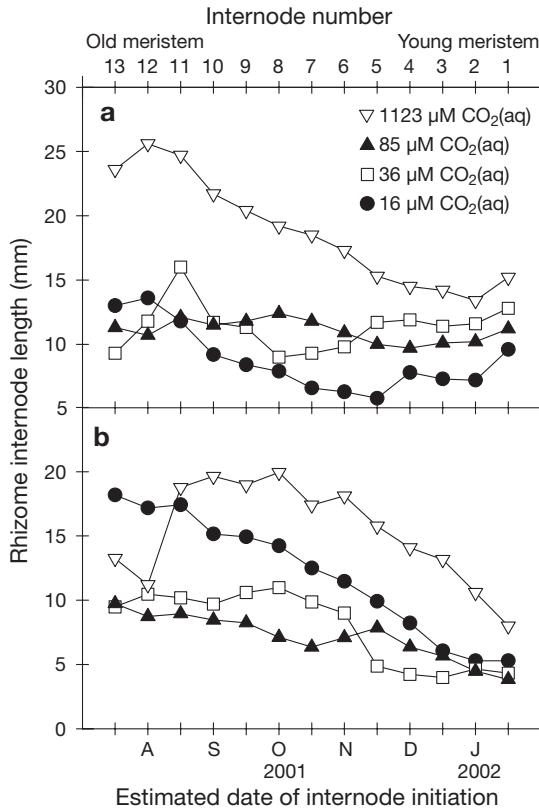 Internode number
Old meristem Young meristem
13 12 11 10 9 8 7 6 5 4 3 2 1
30
a
▽ 1123 µM CO₂(aq)
▲ 85 µM CO₂(aq)
□ 36 µM CO₂(aq)
● 16 µM CO₂(aq)
25
20
15
10
5
Rhizome internode length (mm)
b
20
15
10
5
0
A S O N D J
2001 2002
Estimated date of internode initiation